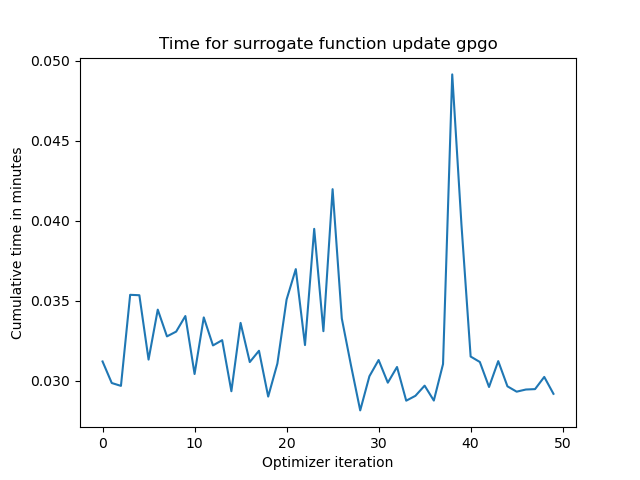 Time for surrogate function update gpgo
Cumulative time in minutes
0.050
0.045
0.040
0.035
0.030
0 10 20 30 40 50
Optimizer iteration